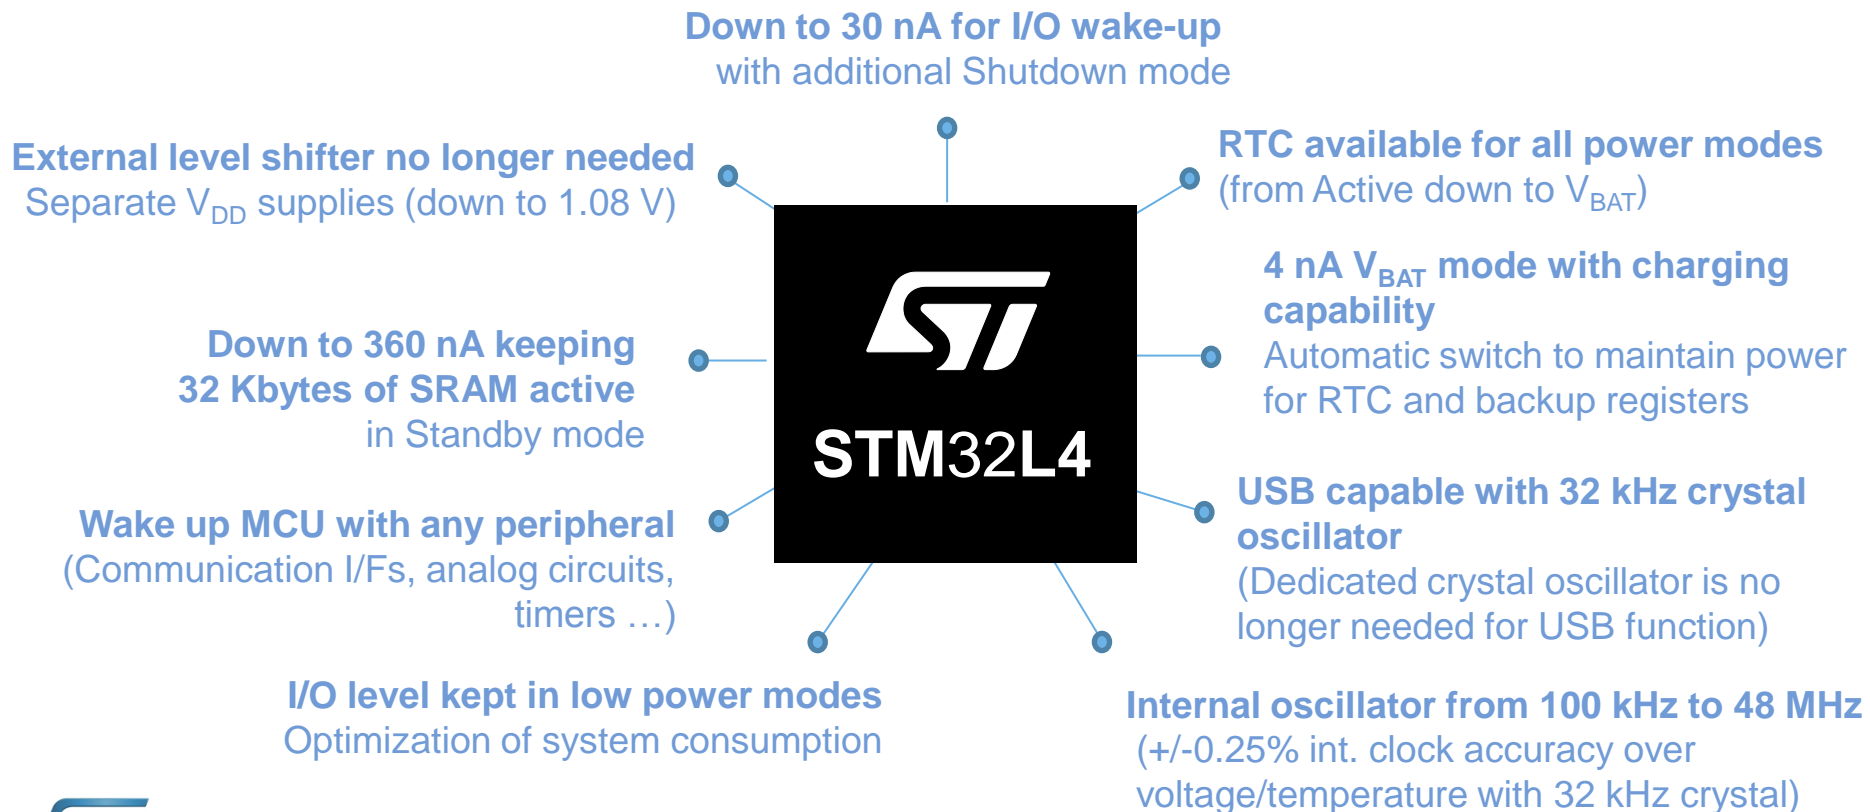 Down to 30 nA for I/O wake-up
with additional Shutdown mode
External level shifter no longer needed
Separate VDD supplies (down to 1.08 V)
RTC available for all power modes
(from Active down to VBAT)
4 nA VBAT mode with charging
capability
Automatic switch to maintain power
for RTC and backup registers
Down to 360 nA keeping
32 Kbytes of SRAM active
in Standby mode
ST
STM32L4
USB capable with 32 kHz crystal
oscillator
(Dedicated crystal oscillator is no
longer needed for USB function)
Wake up MCU with any peripheral
(Communication I/Fs, analog circuits,
timers …)
I/O level kept in low power modes
Optimization of system consumption
Internal oscillator from 100 kHz to 48 MHz
(+/-0.25% int. clock accuracy over
voltage/temperature with 32 kHz crystal)